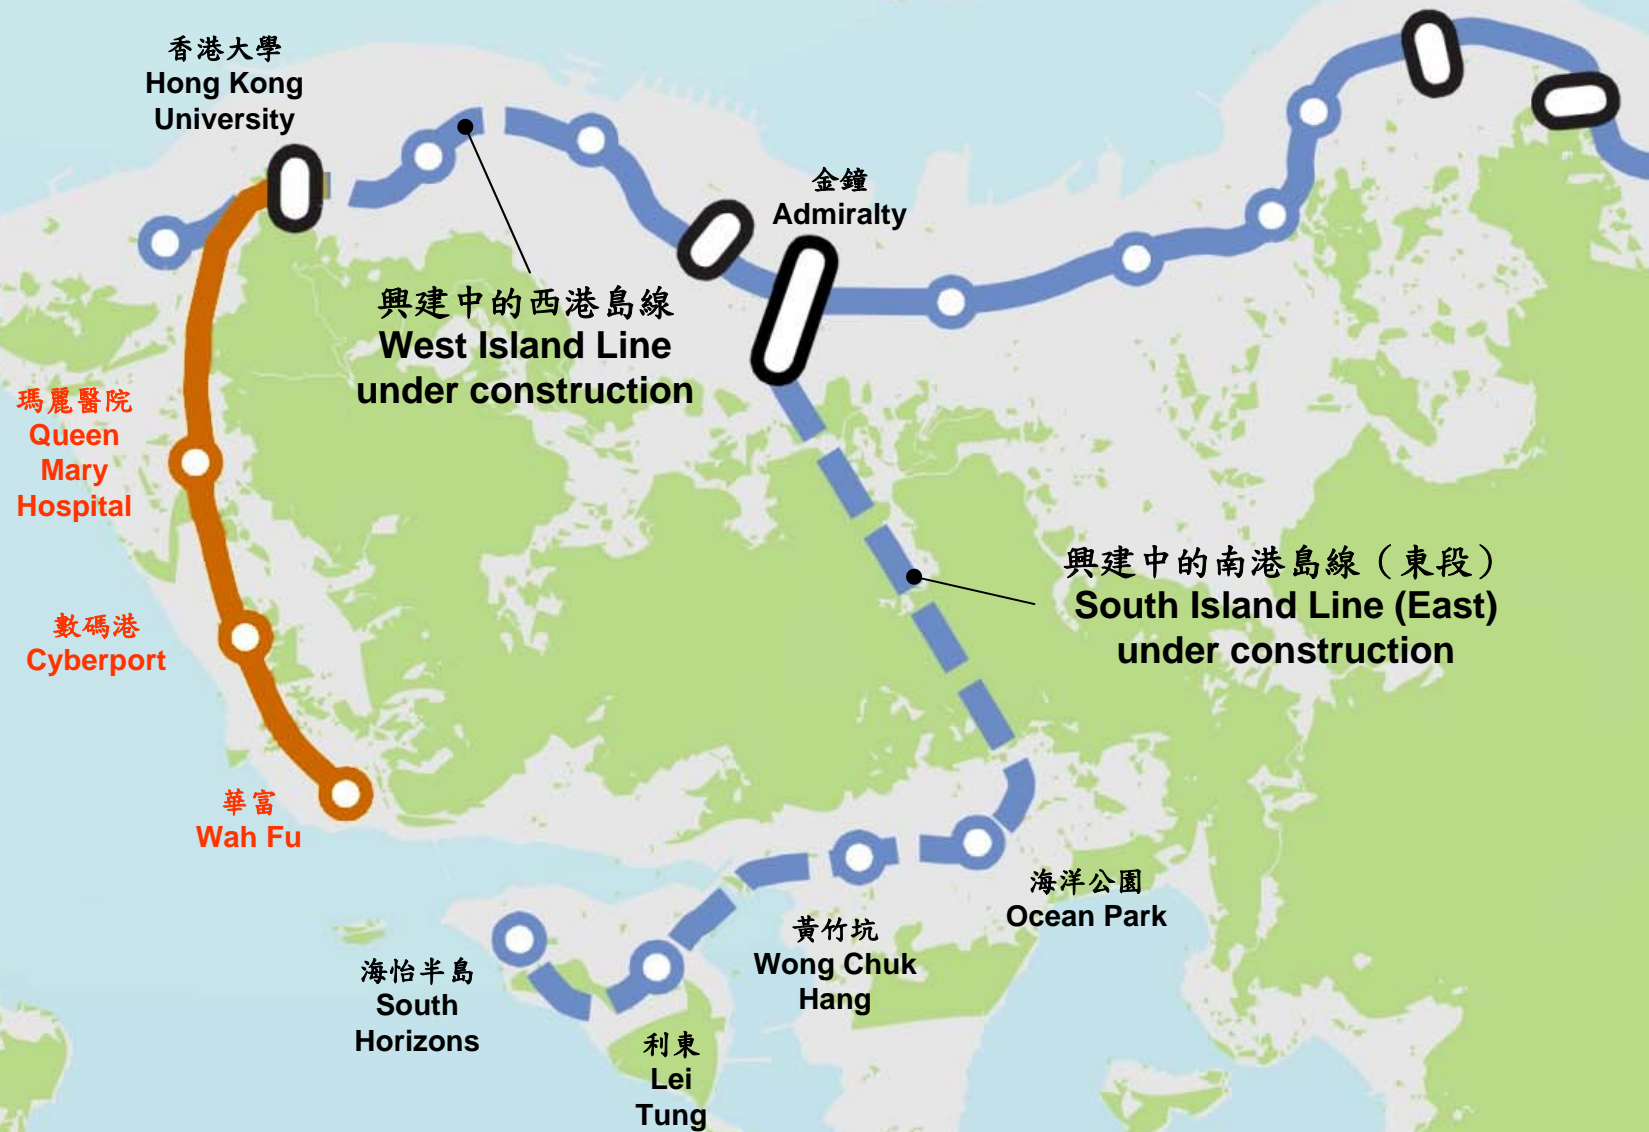 香港大學
Hong Kong
University
金鐘
Admiralty
興建中的西港島線
West Island Line
under construction
瑪麗醫院
Queen
Mary
Hospital
興建中的南港島線（東段）
South Island Line (East)
under construction
數碼港
Cyberport
華富
Wah Fu
海洋公園
Ocean Park
黃竹坑
Wong Chuk
Hang
海怡半島
South
Horizons
利東
Lei
Tung